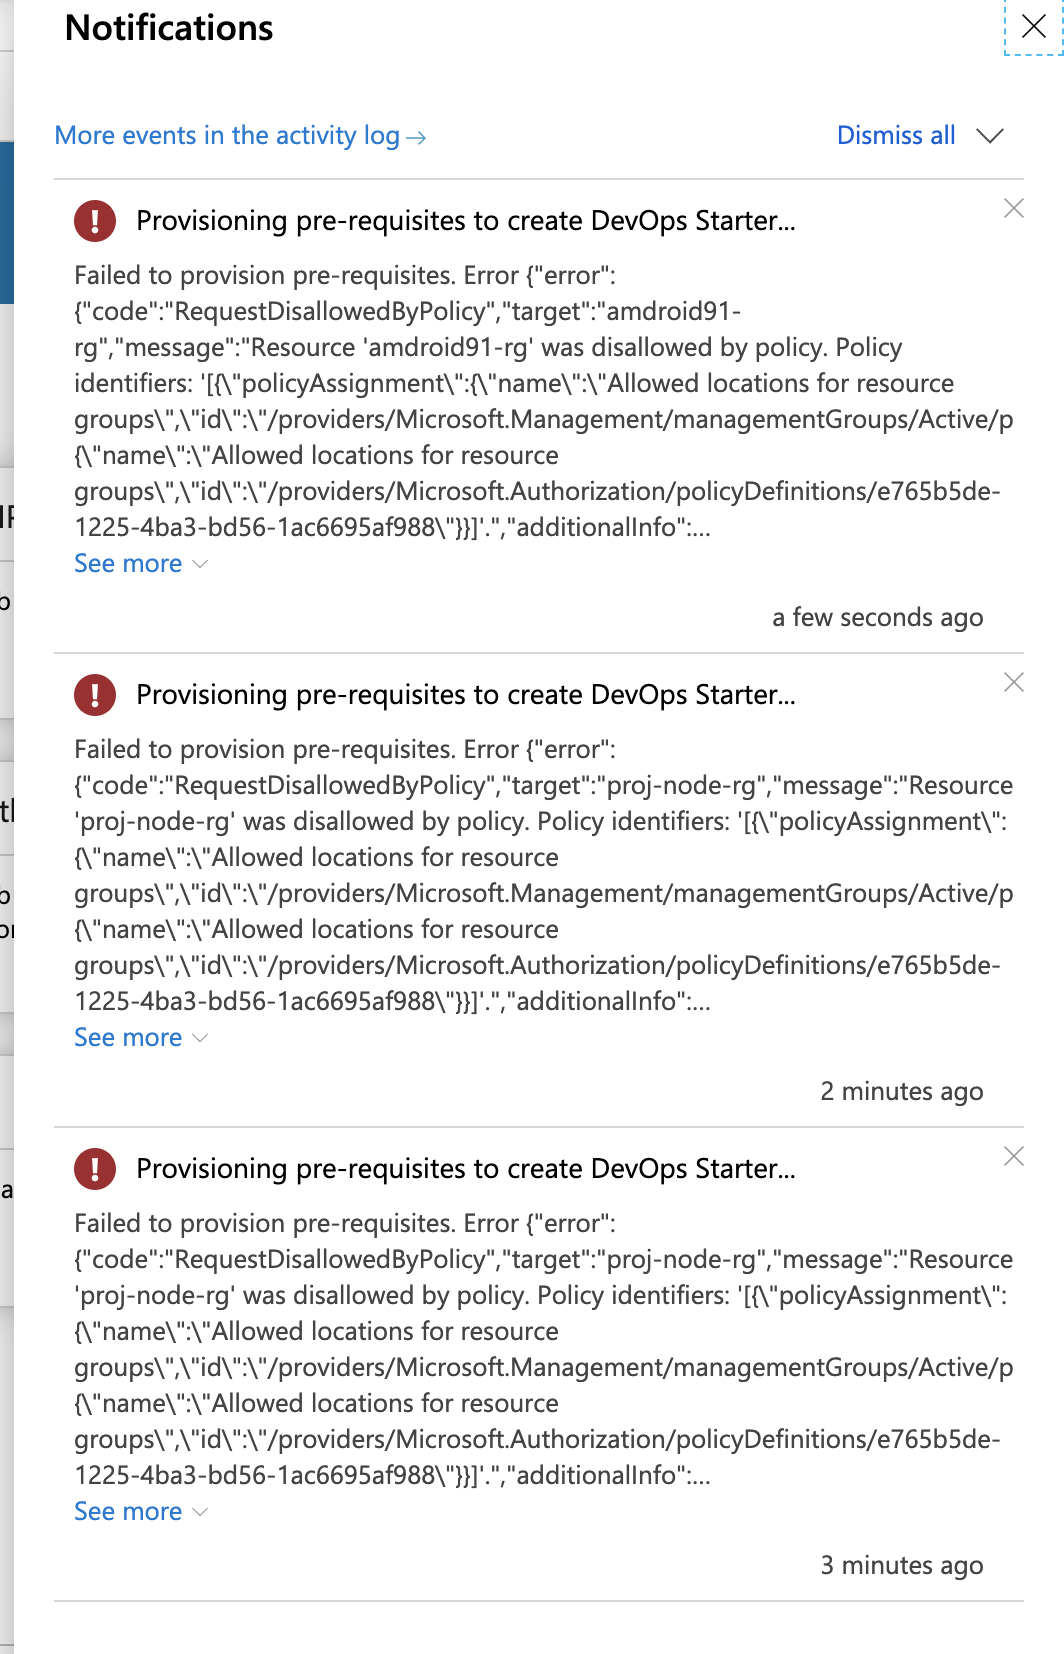 Notifications
More events in the activity log→
Dismiss all
Provisioning pre-requisites to create DevOps Starter...
Failed to provision pre-requisites. Error {"error":
{"code":"RequestDisallowedByPolicy","target":"amdroid91-
rg","message":"Resource 'amdroid91-rg' was disallowed by policy. Policy
identifiers: '[{\"policyAssignment\":{\"name\":\"Allowed locations for resource
groups\",\"id\":\"/providers/Microsoft.Management/managementGroups/Active/p
{\"name\":\"Allowed locations for resource
groups\",\"id\":\"/providers/Microsoft.Authorization/policyDefinitions/e765b5de-
1225-4ba3-bd56-1ac6695af988\"}}]'.","additionalInfo":...
See more
a few seconds ago
Provisioning pre-requisites to create DevOps Starter...
Failed to provision pre-requisites. Error {"error":
{"code":"RequestDisallowedByPolicy","target":"proj-node-rg","message":"Resource
'proj-node-rg' was disallowed by policy. Policy identifiers: '[{\"policyAssignment\":
{\"name\":\"Allowed locations for resource
groups\",\"id\":\"/providers/Microsoft.Management/managementGroups/Active/p
{\"name\":\"Allowed locations for resource
groups\",\"id\":\"/providers/Microsoft.Authorization/policyDefinitions/e765b5de-
1225-4ba3-bd56-1ac6695af988\"}}]'.","additionalInfo":...
See more
2 minutes ago
Provisioning pre-requisites to create DevOps Starter...
Failed to provision pre-requisites. Error {"error":
{"code":"RequestDisallowedByPolicy","target":"proj-node-rg","message":"Resource
'proj-node-rg' was disallowed by policy. Policy identifiers: '[{\"policyAssignment\":
{\"name\":\"Allowed locations for resource
groups\",\"id\":\"/providers/Microsoft.Management/managementGroups/Active/p
{\"name\":\"Allowed locations for resource
groups\",\"id\":\"/providers/Microsoft.Authorization/policyDefinitions/e765b5de-
1225-4ba3-bd56-1ac6695af988\"}}]'.","additionalInfo":...
See more
3 minutes ago